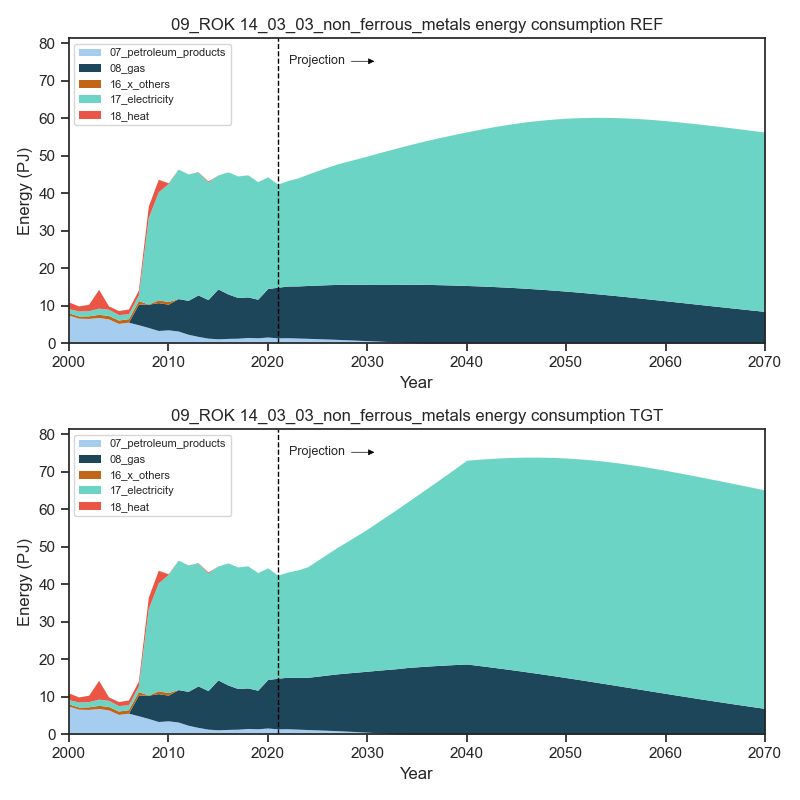 09_ROK 14_03_03_non_ferrous_metals energy consumption REF
80
70
60
50
40
30
20
10
0
Energy (PJ)
07_petroleum_products
08_gas
16_x_others
17_electricity
18_heat
Projection
2000 2010 2020 2030 2040 2050 2060 2070
Year
09_ROK 14_03_03_non_ferrous_metals energy consumption TGT
80
70
60
50
40
30
20
10
0
Energy (PJ)
07_petroleum_products
08_gas
16_x_others
17_electricity
18_heat
Projection
2000 2010 2020 2030 2040 2050 2060 2070
Year